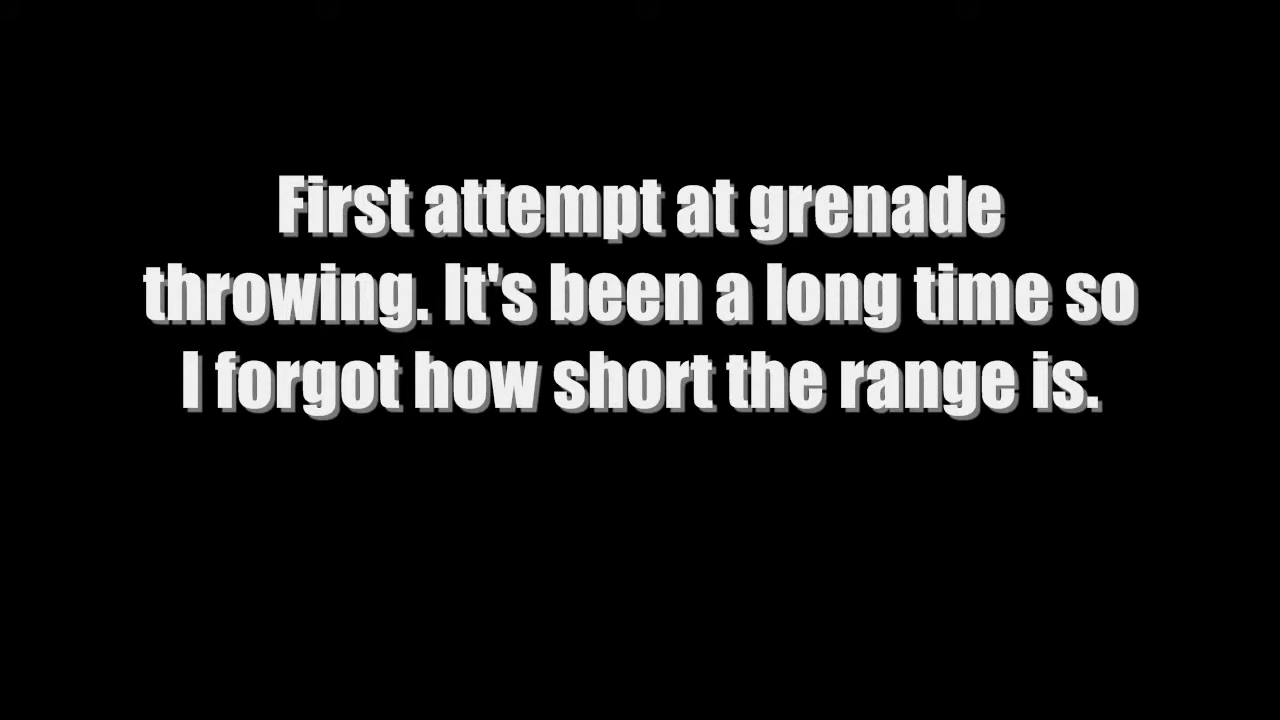 First attempt at grenade
throwing. It's been a long time so
I forgot how short the range is.